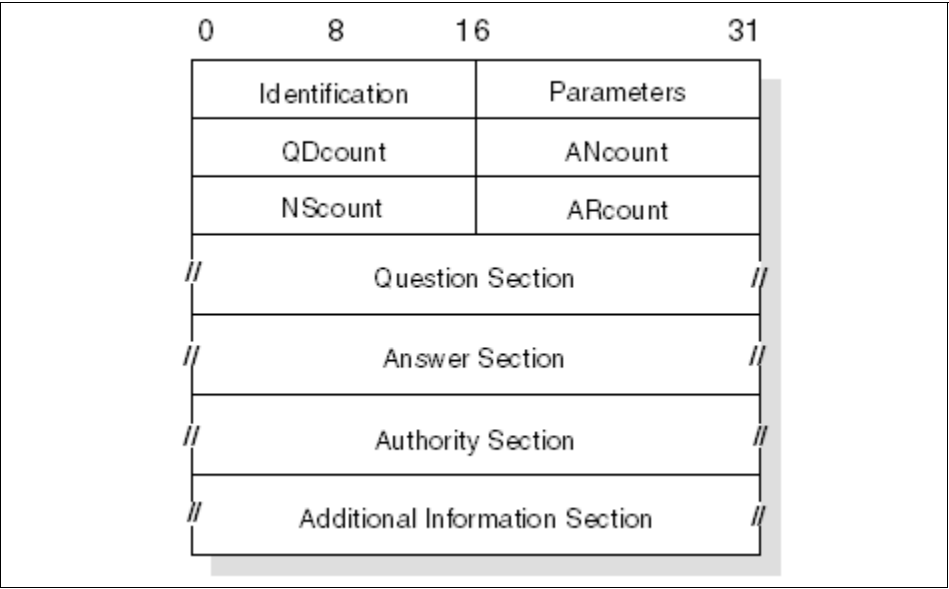 0 8 16 31
Identification Parameters
QDcount ANcount
NScount ARcount
// Question Section //
// Answer Section //
// Authority Section //
// Additional Information Section //